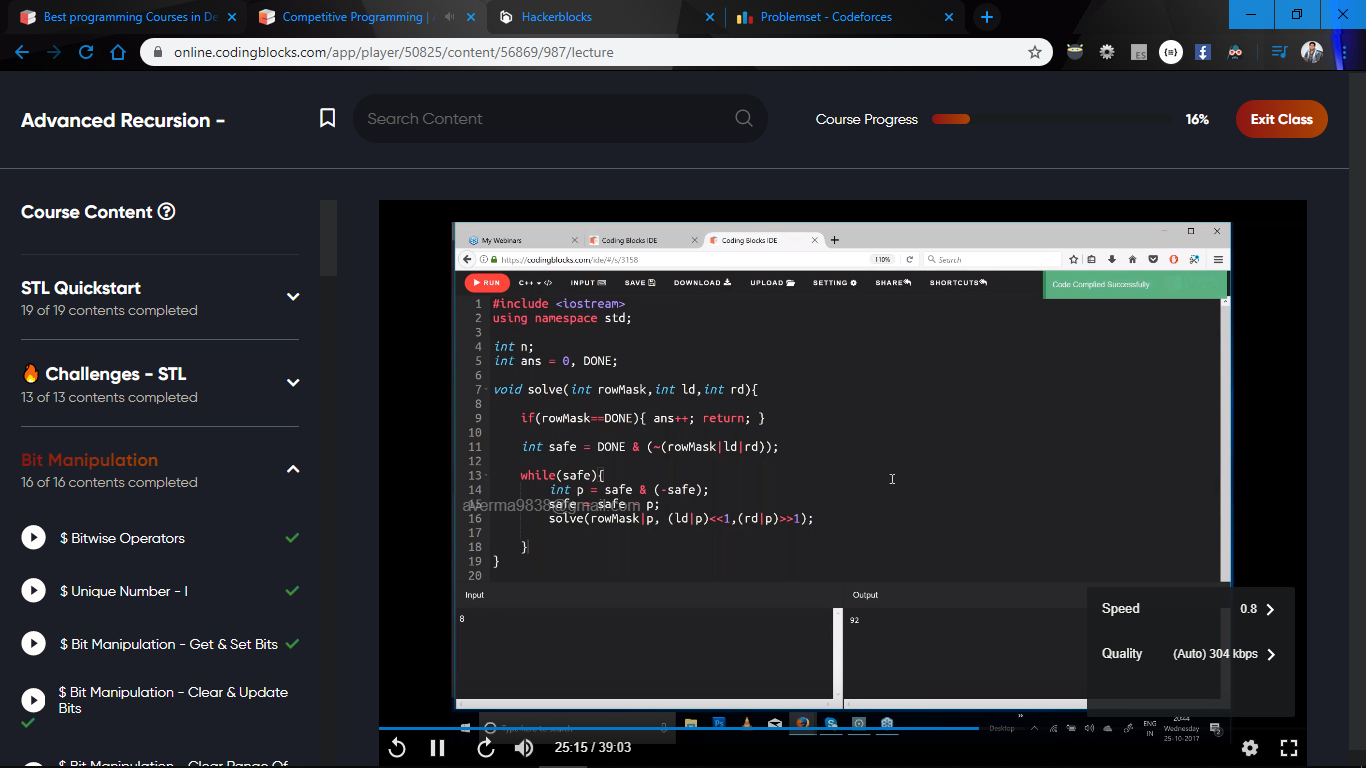 Best programming Courses in De
Competitive Programming | A
Hackerblocks
Problemset - Codeforces
online.codingblocks.com/app/player/50825/content/56869/987/lecture
Advanced Recursion -
Search Content
Course Progress
16%
Exit Class
Course Content
STL Quickstart
19 of 19 contents completed
Challenges - STL
13 of 13 contents completed
Bit Manipulation
16 of 16 contents completed
$ Bitwise Operators
$ Unique Number - I
$ Bit Manipulation - Get & Set Bits
$ Bit Manipulation - Clear & Update
Bits
$ Bit Manipulation - Clear Range Of
My Webinars
Coding Blocks IDE
Coding Blocks IDE
https://codingblocks.com/ide/#/s/3158
110%
Search
RUN
C++
INPUT
SAVE
DOWNLOAD
UPLOAD
SETTING
SHARE
SHORTCUTS
Code Complied Successfully
1 #include <iostream>
2 using namespace std;
3
4 int n;
5 int ans = 0, DONE;
6
7 void solve(int rowMask,int ld,int rd){
8
9 if(rowMask==DONE){ ans++; return; }
10
11 int safe = DONE & (~(rowMask|ld|rd));
12
13 while(safe){
14 int p = safe & (-safe);
15 safe = safe - p;
16 solve(rowMask|p, (ld|p)<<1,(rd|p)>>1);
17
18 }
19 }
20
averma9838@gmail.com
Input
8
Output
92
Speed
0.8
Quality
(Auto) 304 kbps
Type here to search
Desktop
ENG
IN
20:44
Wednesday
25-10-2017
25:15 / 39:03